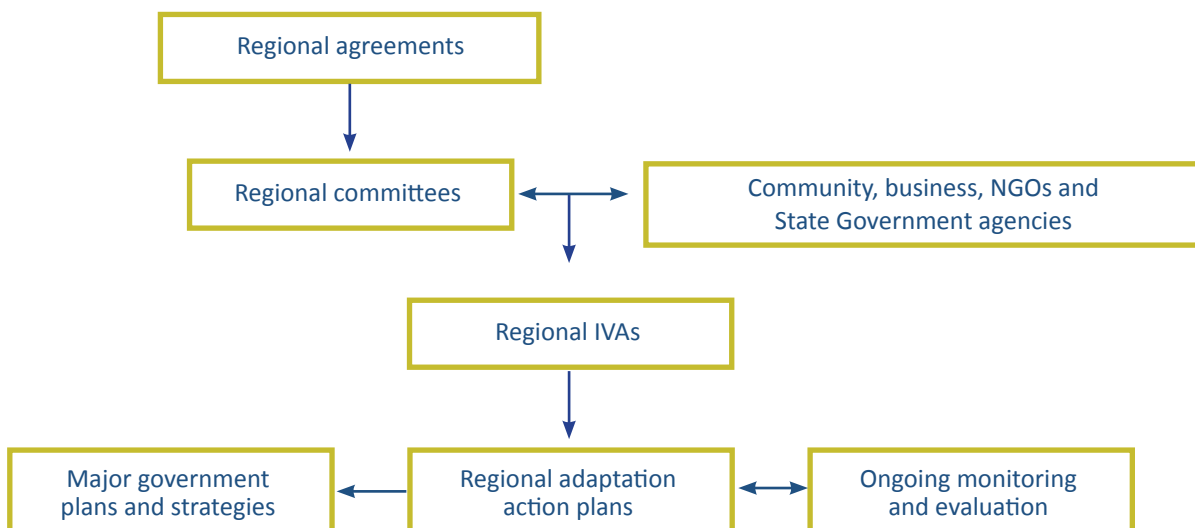 Regional agreements
Regional committees
Community, business, NGOs and
State Government agencies
Regional IVAs
Major government
plans and strategies
Regional adaptation
action plans
Ongoing monitoring
and evaluation